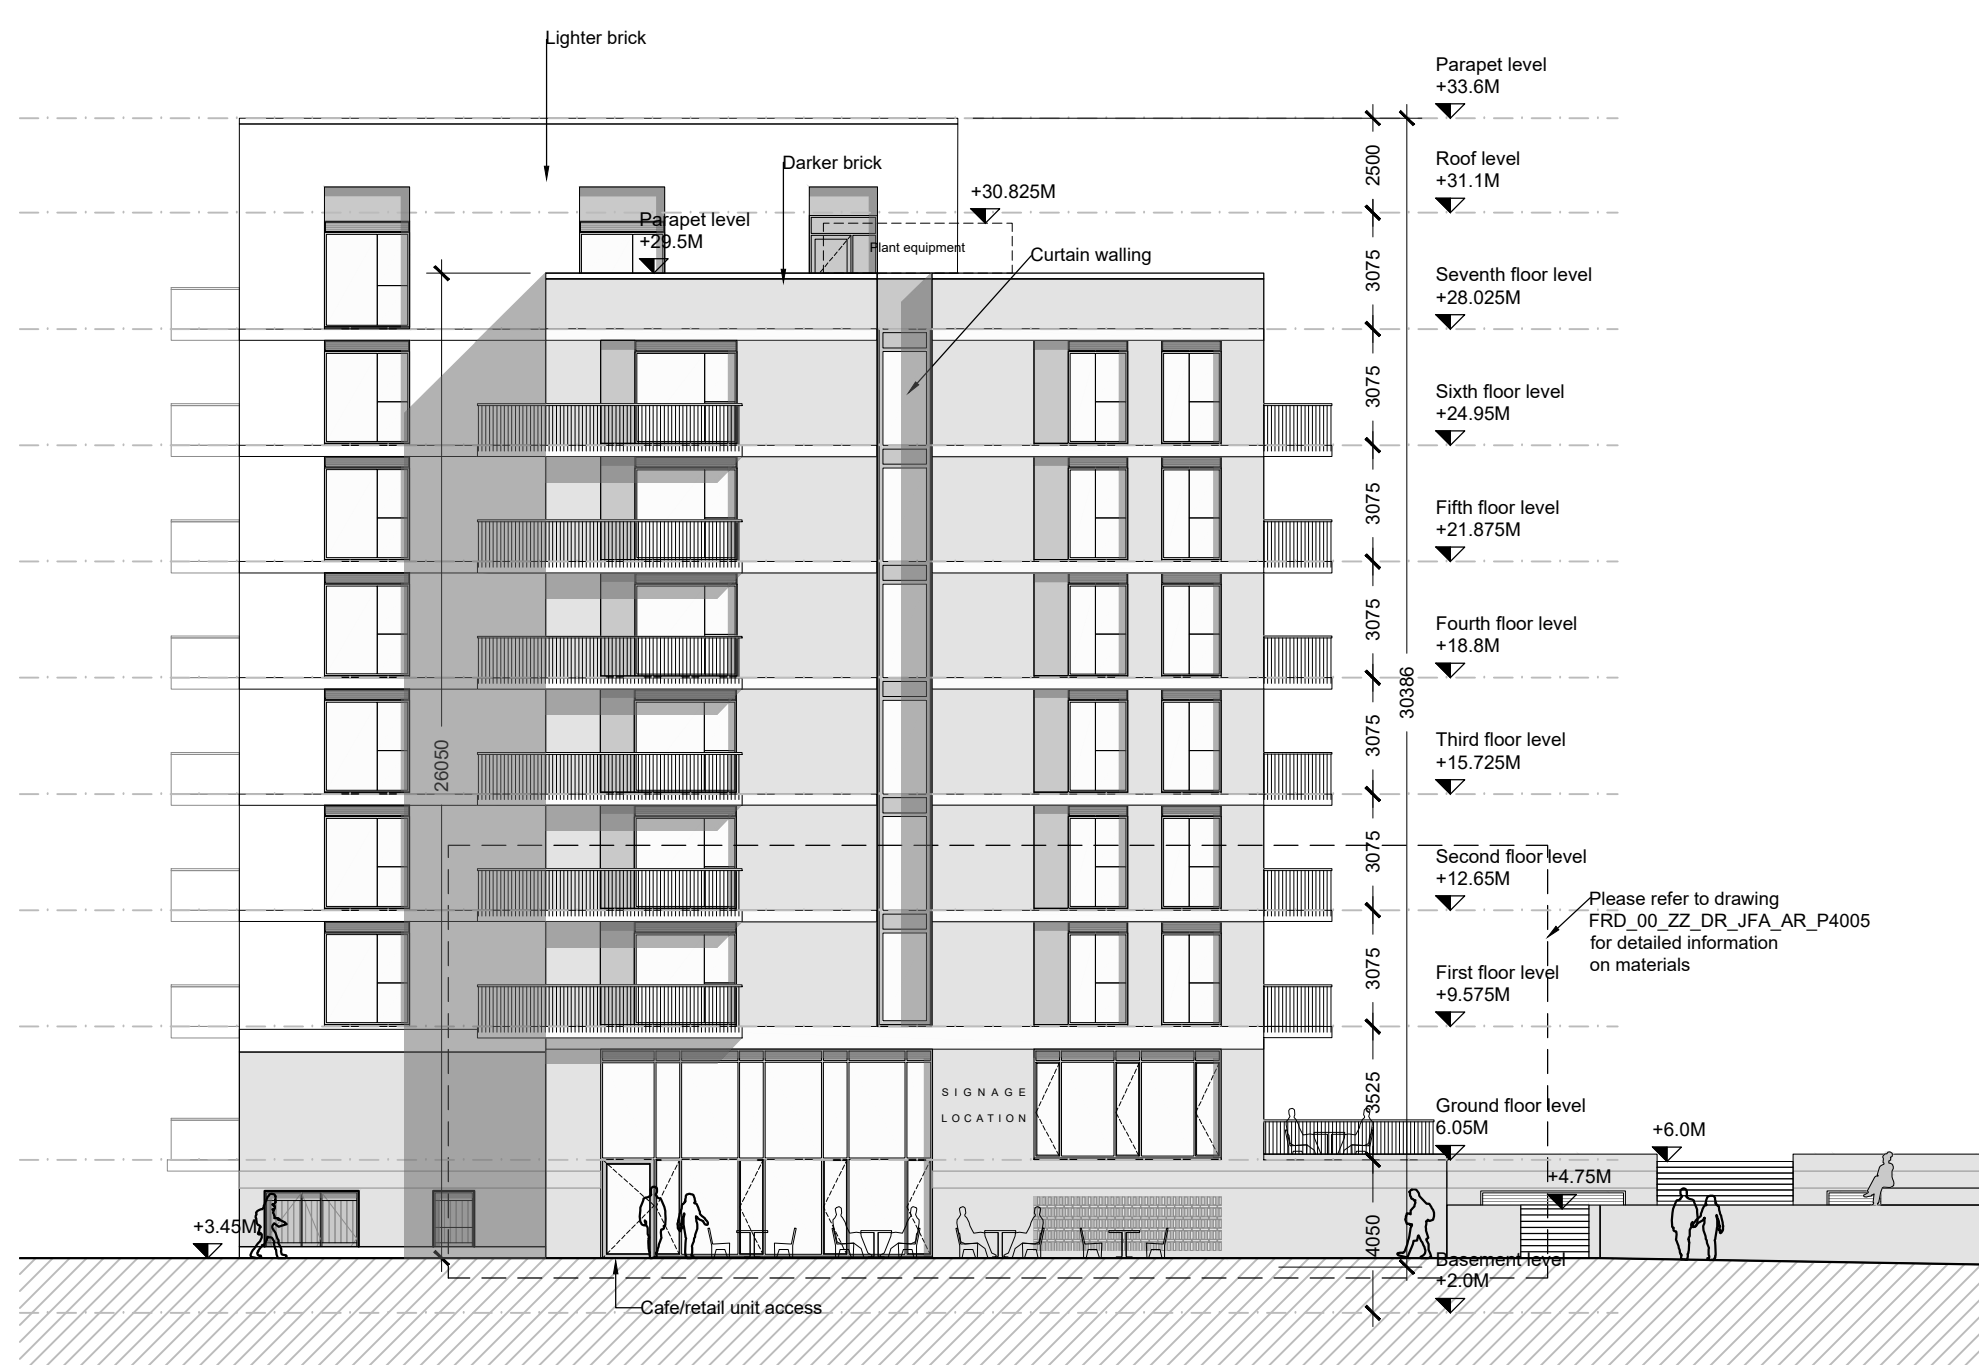 Lighter brick
Parapet level
+33.6M
Darker brick
2500
Roof level
+31.1M
+30.825M
Parapet level
+29.5M
Plant equipment
Curtain walling
3075
Seventh floor level
+28.025M
3075
Sixth floor level
+24.95M
3075
Fifth floor level
+21.875M
3075
Fourth floor level
+18.8M
30386
26050
3075
Third floor level
+15.725M
3075
Second floor level
+12.65M
Please refer to drawing
FRD_00_ZZ_DR_JFA_AR_P4005
for detailed information
on materials
3075
First floor level
+9.575M
SIGNAGE
LOCATION
3525
Ground floor level
6.05M
+6.0M
+4.75M
+3.45M
4050
Basement level
+2.0M
Cafe/retail unit access